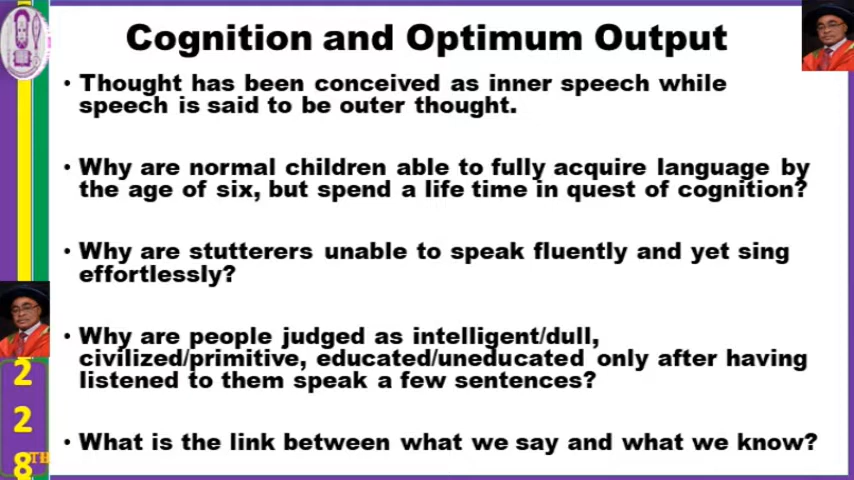 Cognition and Optimum Output
• Thought has been conceived as inner speech while
speech is said to be outer thought.
• Why are normal children able to fully acquire language by
the age of six, but spend a life time in quest of cognition?
• Why are stutterers unable to speak fluently and yet sing
effortlessly?
• Why are people judged as intelligent/dull,
civilized/primitive, educated/uneducated only after having
listened to them speak a few sentences?
• What is the link between what we say and what we know?
2
2
8TH